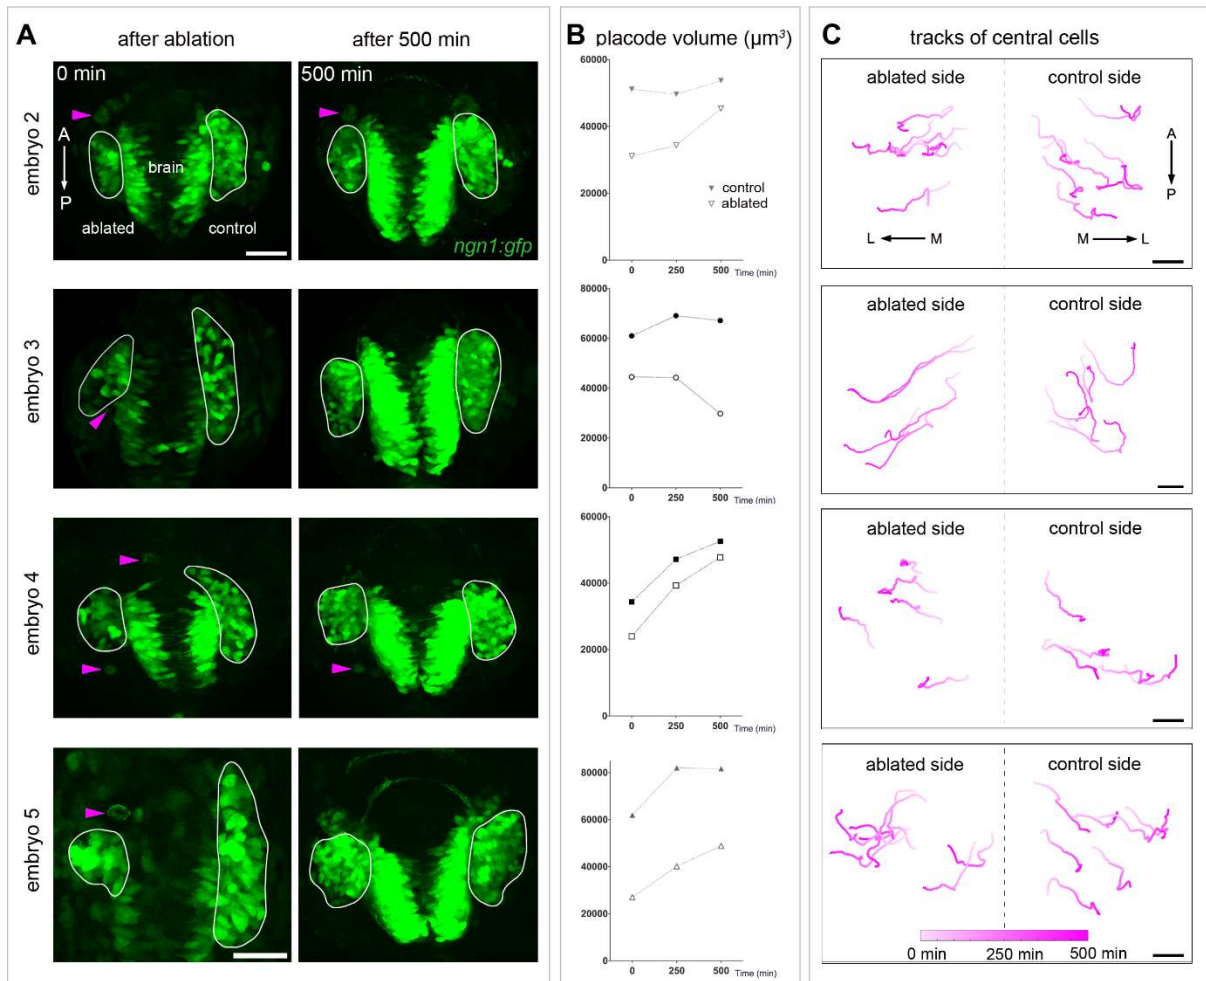 A
after ablation
after 500 min
embryo 2
0 min
A
P
brain
ablated
control
500 min
ngn1:gfp
embryo 3
embryo 4
embryo 5
B
placode volume (µm³)
60000
40000
20000
0
control
ablated
0
250
500
Time (min)
80000
60000
40000
20000
0
0
250
500
Time (min)
60000
40000
20000
0
0
250
500
Time (min)
80000
60000
40000
20000
0
0
250
500
Time (min)
C
tracks of central cells
ablated side
control side
A
P
L
M
M
L
ablated side
control side
ablated side
control side
ablated side
control side
0 min
250 min
500 min